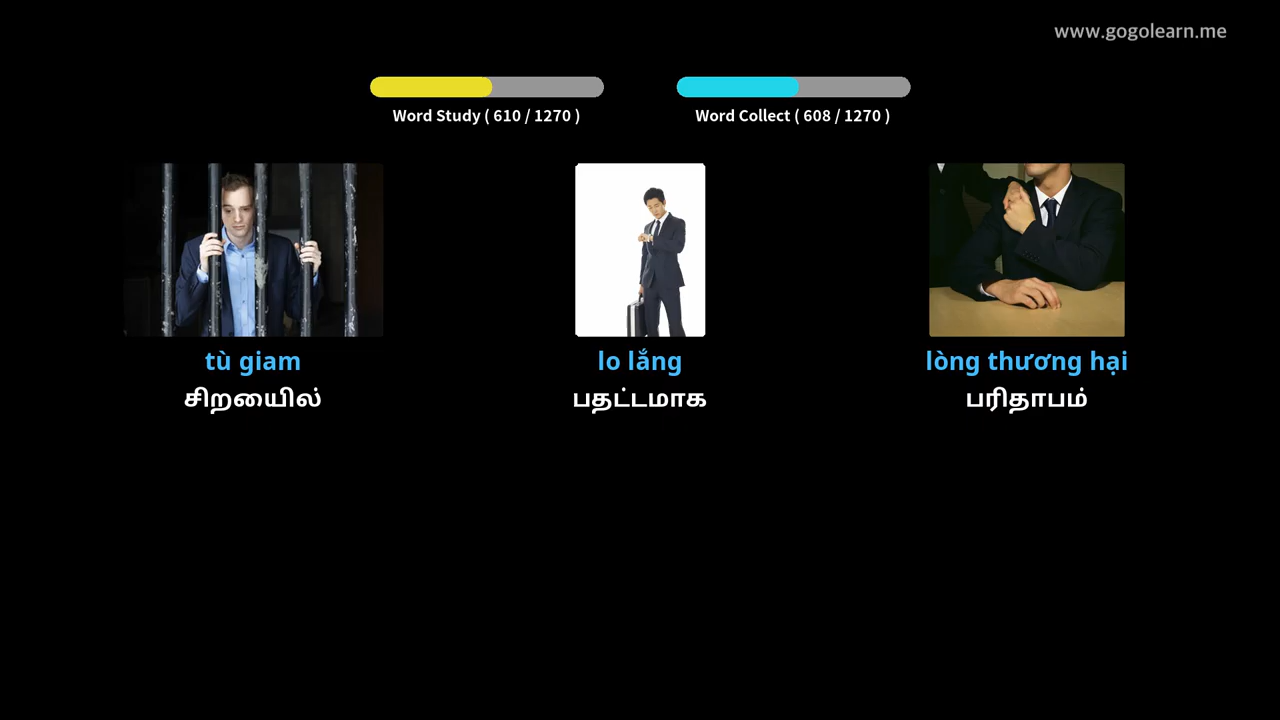 www.gogolearn.me
Word Study ( 610 / 1270 )
Word Collect ( 608 / 1270 )
tù giam
lo lắng
lòng thương hại
சிறையில்
பதட்டமாக
பரிதாபம்